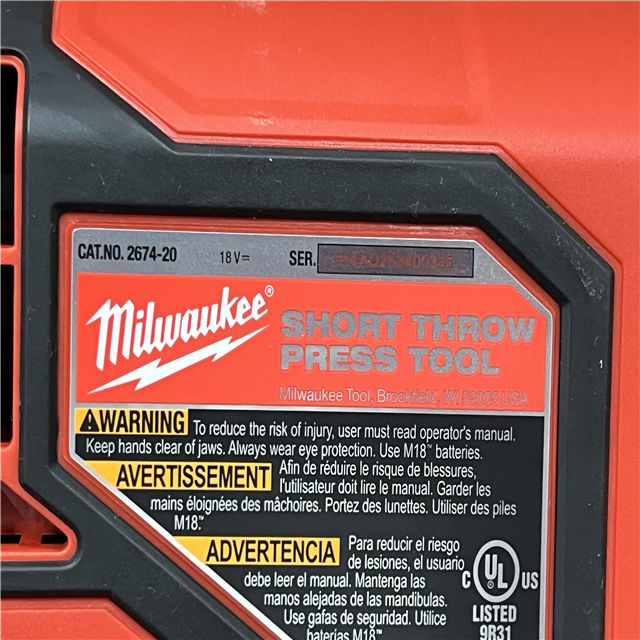 CAT.NO. 2674-20 18V⎓ SER.
Milwaukee®
SHORT THROW
PRESS TOOL
Milwaukee Tool, Brookfield, WI 53005 USA
⚠WARNING To reduce the risk of injury, user must read operator's manual.
Keep hands clear of jaws. Always wear eye protection. Use M18™ batteries.
AVERTISSEMENT Afin de réduire le risque de blessures,
l'utilisateur doit lire le manual. Garder les
mains éloignées des mâchoires. Portez des lunettes. Utiliser des piles
M18.™
ADVERTENCIA Para reducir el riesgo
de lesiones, el usuario
debe leer el manual. Mantenga las
manos alejadas de las mandibulas.
Use gafas de seguridad. Utilice
baterías M18™
C UL US
LISTED
9R31